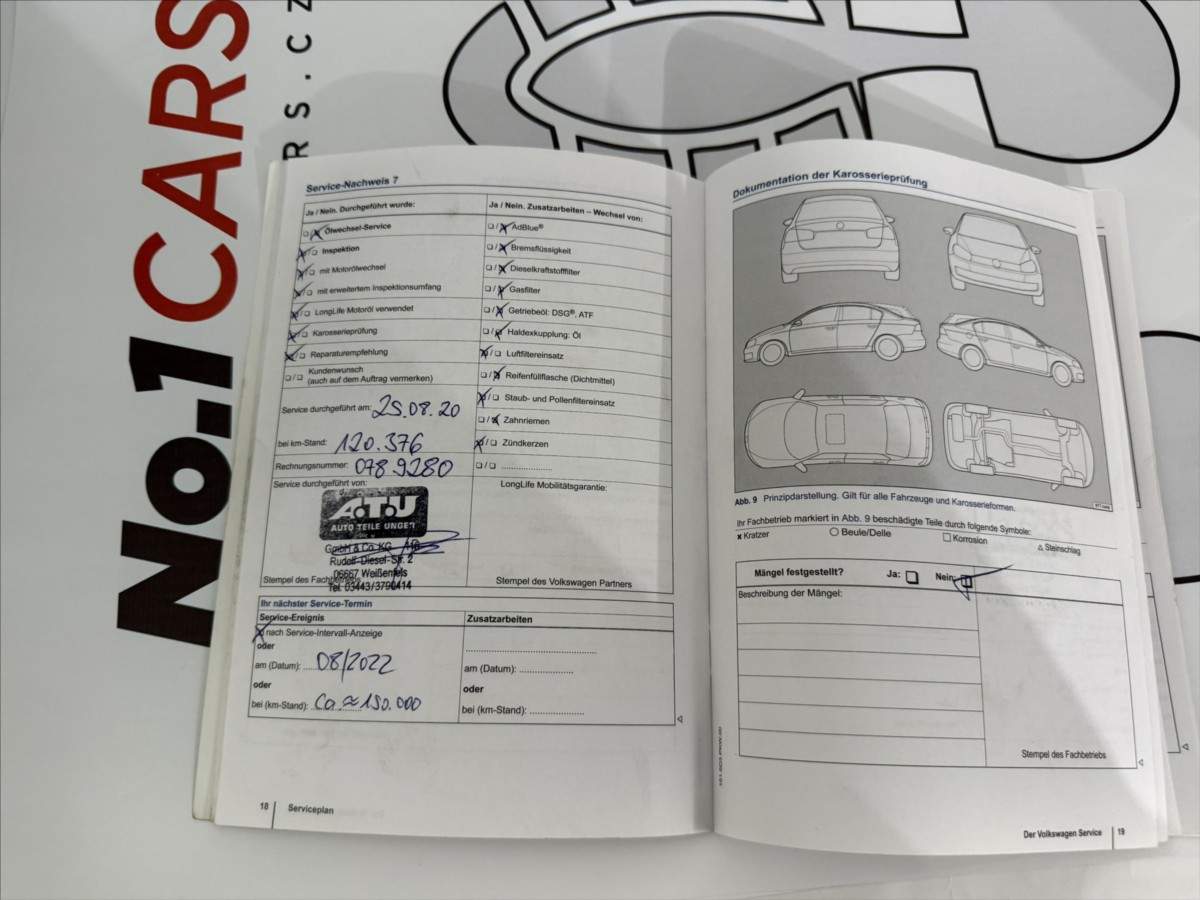 No.1 CARS
RS.CZ
Service-Nachweis 7
Ja / Nein. Durchgeführt wurde:
❏ / ❏ Ölwechsel-Service
❏ / ❏ Inspektion
❏ / ❏ mit Motorölwechsel
❏ / ❏ mit erweitertem Inspektionsumfang
❏ / ❏ LongLife Motoröl verwendet
❏ / ❏ Karosserieprüfung
❏ / ❏ Reparaturempfehlung
❏ / ❏ Kundenwunsch
(auch auf dem Auftrag vermerken)
Service durchgeführt am: 25.08.20
bei km-Stand: 120.376
Rechnungsnummer: 0789280
Service durchgeführt von:
A.T.U
AUTO TEILE UNGER
GmbH & Co. KG
Rudolf-Diesel-Str. 2
06667 Weißenfels
Tel. 03443/3790414
Stempel des Fachbetriebs
Ja / Nein. Zusatzarbeiten – Wechsel von:
❏ / ❏ AdBlue®
❏ / ❏ Bremsflüssigkeit
❏ / ❏ Dieselkraftstofffilter
❏ / ❏ Gasfilter
❏ / ❏ Getriebeöl: DSG®, ATF
❏ / ❏ Haldexkupplung: Öl
❏ / ❏ Luftfiltereinsatz
❏ / ❏ Reifenfüllflasche (Dichtmittel)
❏ / ❏ Staub- und Pollenfiltereinsatz
❏ / ❏ Zahnriemen
❏ / ❏ Zündkerzen
❏ / ❏ ....................
LongLife Mobilitätsgarantie:
Stempel des Volkswagen Partners
Ihr nächster Service-Termin
Service-Ereignis
nach Service-Intervall-Anzeige
oder
am (Datum): 08/2022
oder
bei (km-Stand): ca. ≈ 150.000
Zusatzarbeiten
am (Datum): ....................
oder
bei (km-Stand): ....................
18 Serviceplan
Dokumentation der Karosserieprüfung
Abb. 9 Prinzipdarstellung. Gilt für alle Fahrzeuge und Karosserieformen.
Ihr Fachbetrieb markiert in Abb. 9 beschädigte Teile durch folgende Symbole:
x Kratzer ○ Beule/Delle □ Korrosion △ Steinschlag
Mängel festgestellt? Ja: ❏ Nein: ❏
Beschreibung der Mängel:
Stempel des Fachbetriebs
Der Volkswagen Service 19